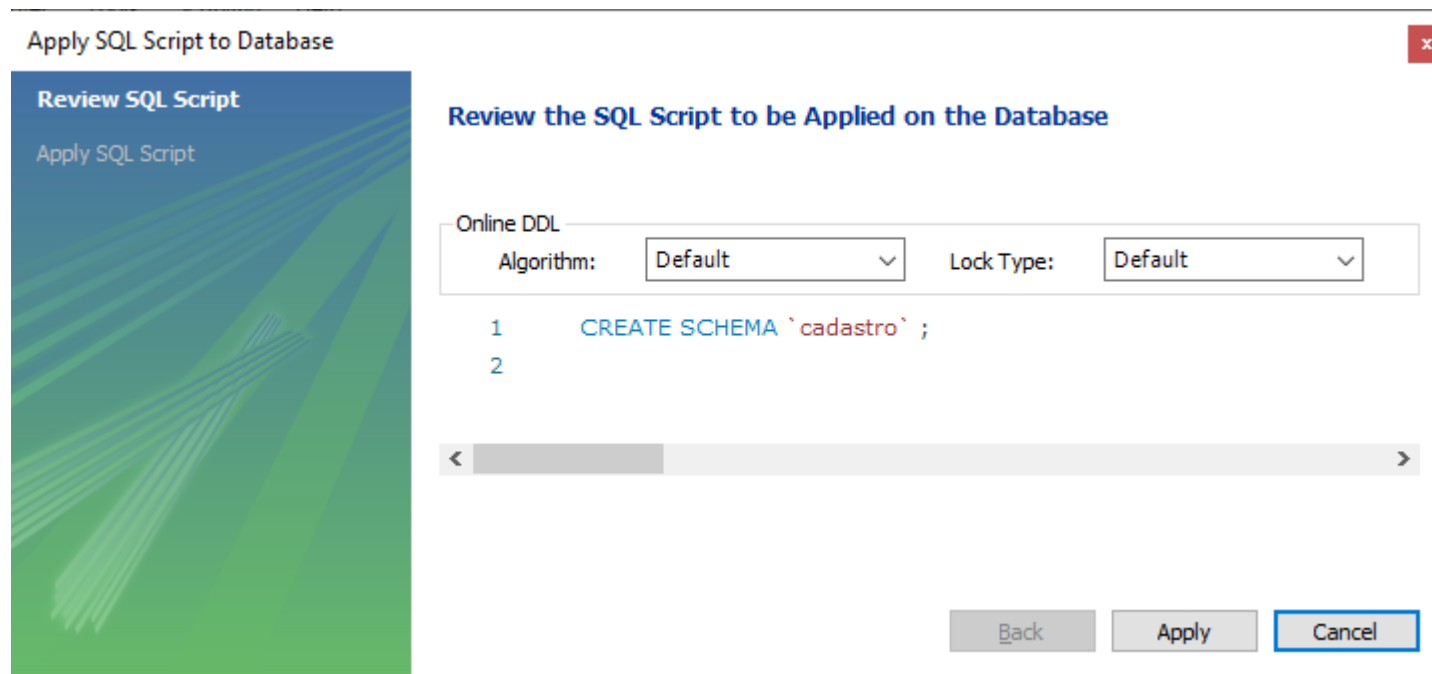 Apply SQL Script to Database
x
Review SQL Script
Apply SQL Script
Review the SQL Script to be Applied on the Database
Online DDL
Algorithm: Default Lock Type: Default
1 CREATE SCHEMA `cadastro` ;
2
Back Apply Cancel